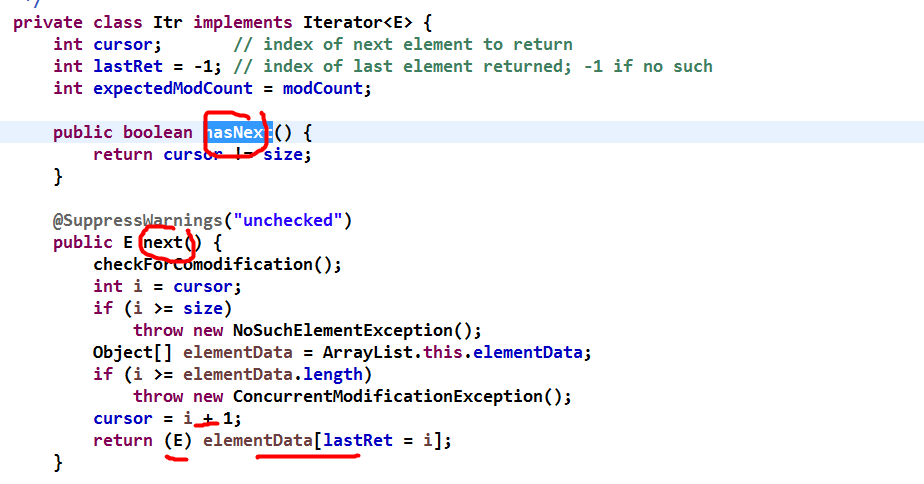 */
private class Itr implements Iterator<E> {
int cursor;       // index of next element to return
int lastRet = -1; // index of last element returned; -1 if no such
int expectedModCount = modCount;
public boolean hasNext() {
return cursor != size;
}
@SuppressWarnings("unchecked")
public E next() {
checkForComodification();
int i = cursor;
if (i >= size)
throw new NoSuchElementException();
Object[] elementData = ArrayList.this.elementData;
if (i >= elementData.length)
throw new ConcurrentModificationException();
cursor = i + 1;
return (E) elementData[lastRet = i];
}